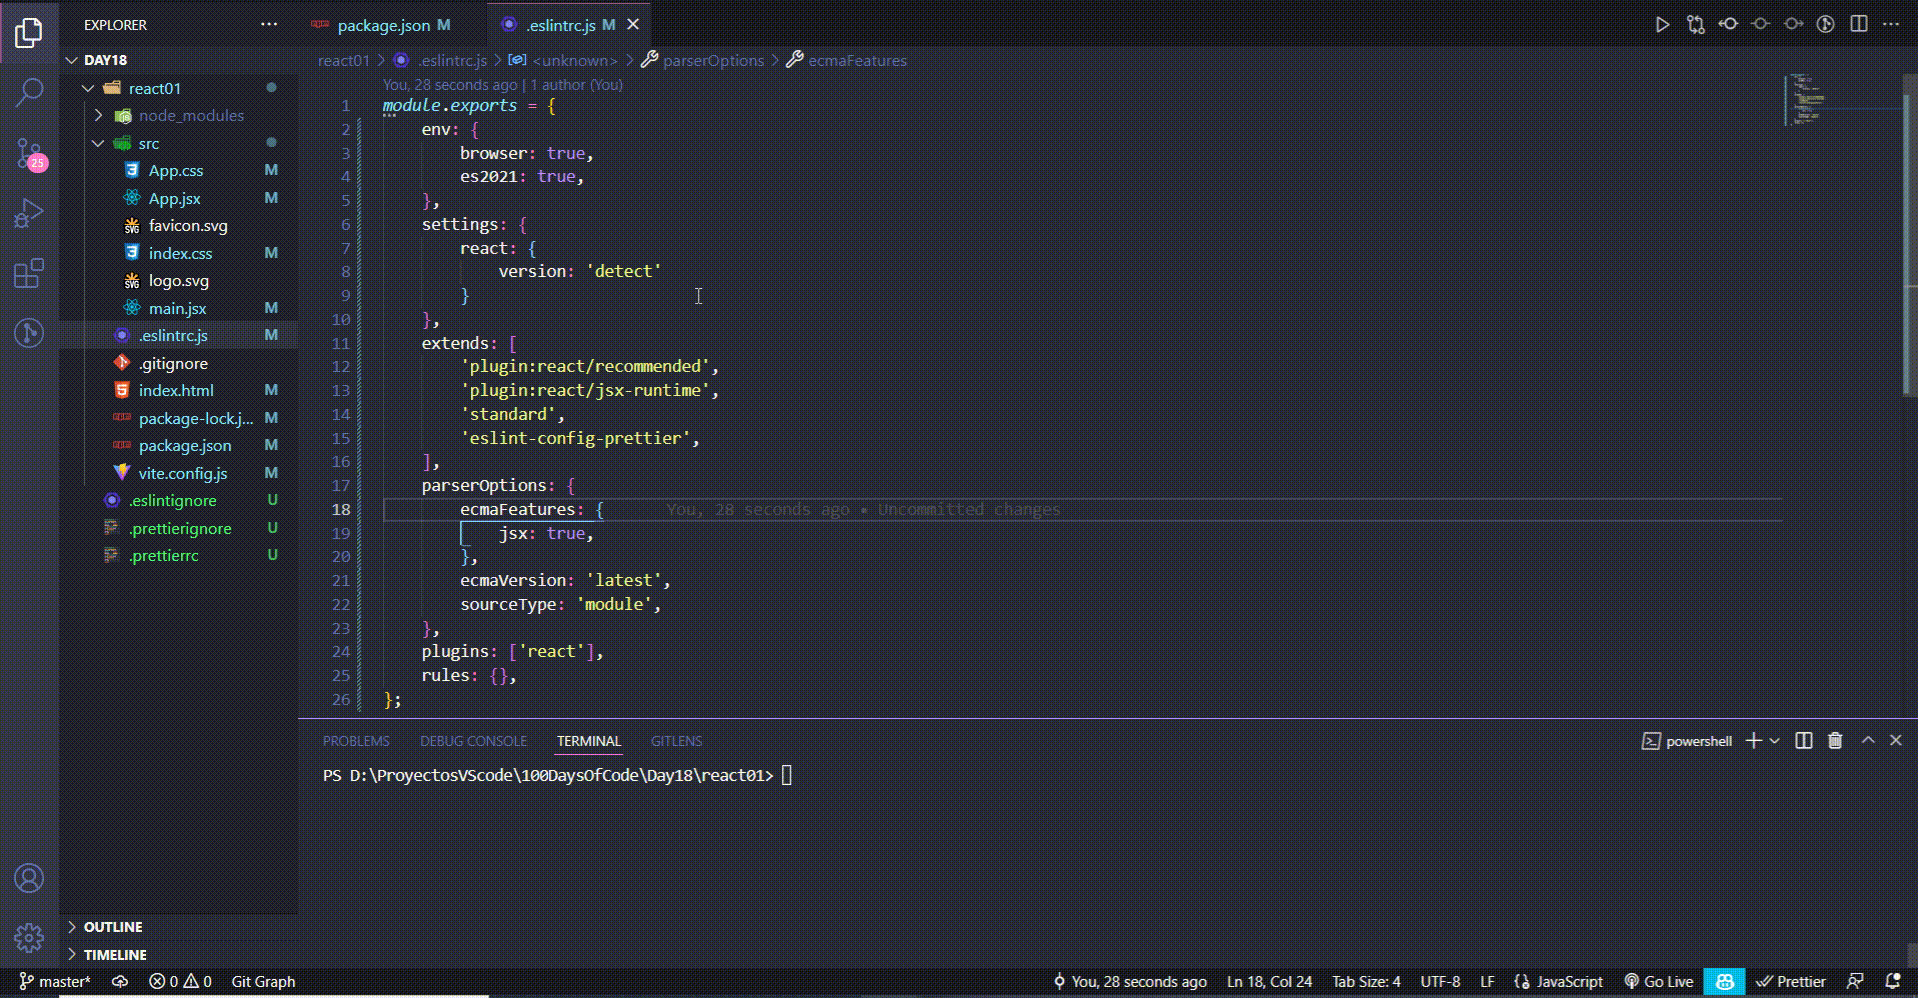 EXPLORER ···
package.json M
.eslintrc.js M
DAY18
react01 > .eslintrc.js > <unknown> > parserOptions > ecmaFeatures
react01
node_modules
src
App.css M
App.jsx M
favicon.svg
index.css M
logo.svg
main.jsx M
.eslintrc.js M
.gitignore
index.html M
package-lock.j... M
package.json M
vite.config.js M
.eslintignore U
.prettierignore U
.prettierrc U
25
OUTLINE
TIMELINE
You, 28 seconds ago | 1 author (You)
1 module.exports = {
2 env: {
3 browser: true,
4 es2021: true,
5 },
6 settings: {
7 react: {
8 version: 'detect'
9 }
10 },
11 extends: [
12 'plugin:react/recommended',
13 'plugin:react/jsx-runtime',
14 'standard',
15 'eslint-config-prettier',
16 ],
17 parserOptions: {
18 ecmaFeatures: { You, 28 seconds ago • Uncommitted changes
19 jsx: true,
20 },
21 ecmaVersion: 'latest',
22 sourceType: 'module',
23 },
24 plugins: ['react'],
25 rules: {},
26 };
PROBLEMS DEBUG CONSOLE TERMINAL GITLENS
powershell
PS D:\ProyectosVScode\100DaysOfCode\Day18\react01>
master* 0 0 Git Graph
You, 28 seconds ago Ln 18, Col 24 Tab Size: 4 UTF-8 LF {} JavaScript Go Live Prettier